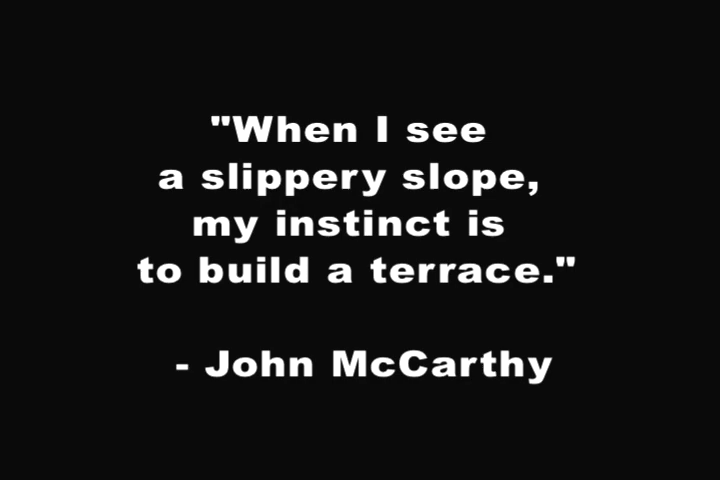 "When I see
a slippery slope,
my instinct is
to build a terrace."
- John McCarthy